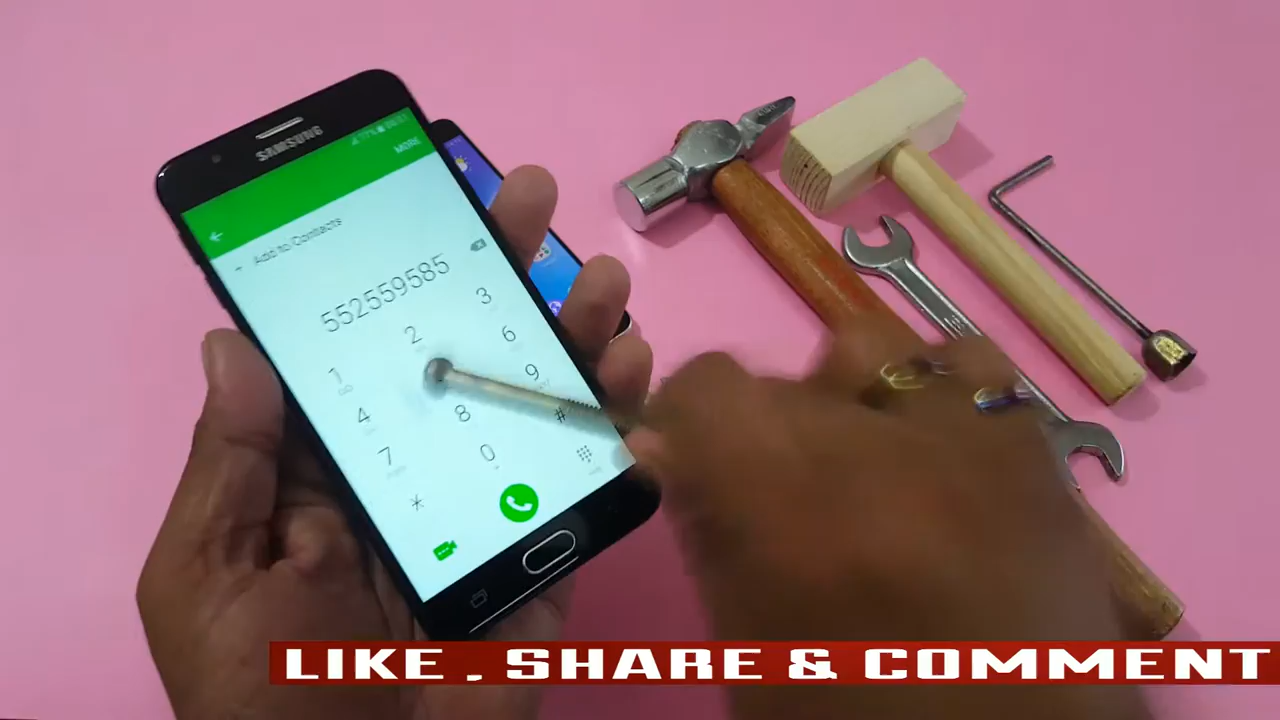 SAMSUNG
MORE
Add to Contacts
552559585
1 2 3
4 6
7 8 9
* 0 #
LIKE , SHARE & COMMENT